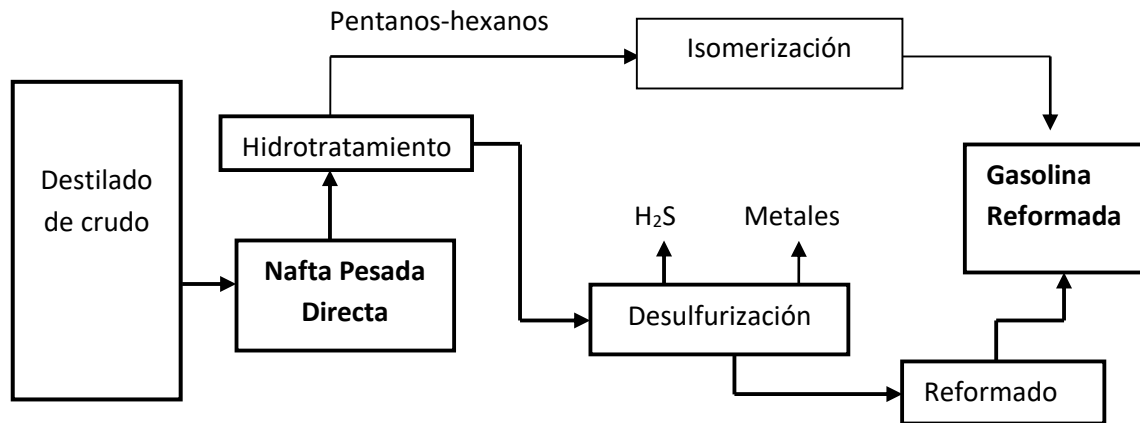 Pentanos-hexanos
Isomerización
Destilado
de crudo
Hidrotratamiento
Gasolina
Reformada
H₂S
Metales
Nafta Pesada
Directa
Desulfurización
Reformado